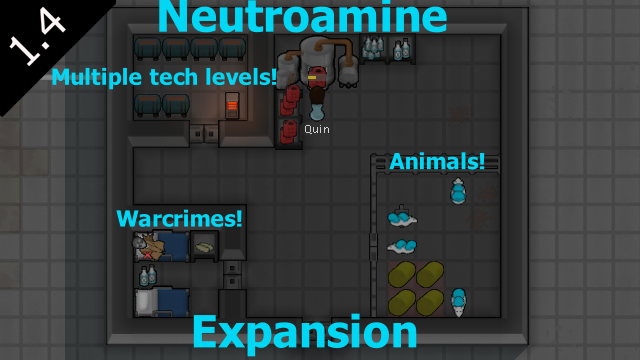 1.4
Neutroamine
Multiple tech levels!
Quin
Animals!
Warcrimes!
Expansion